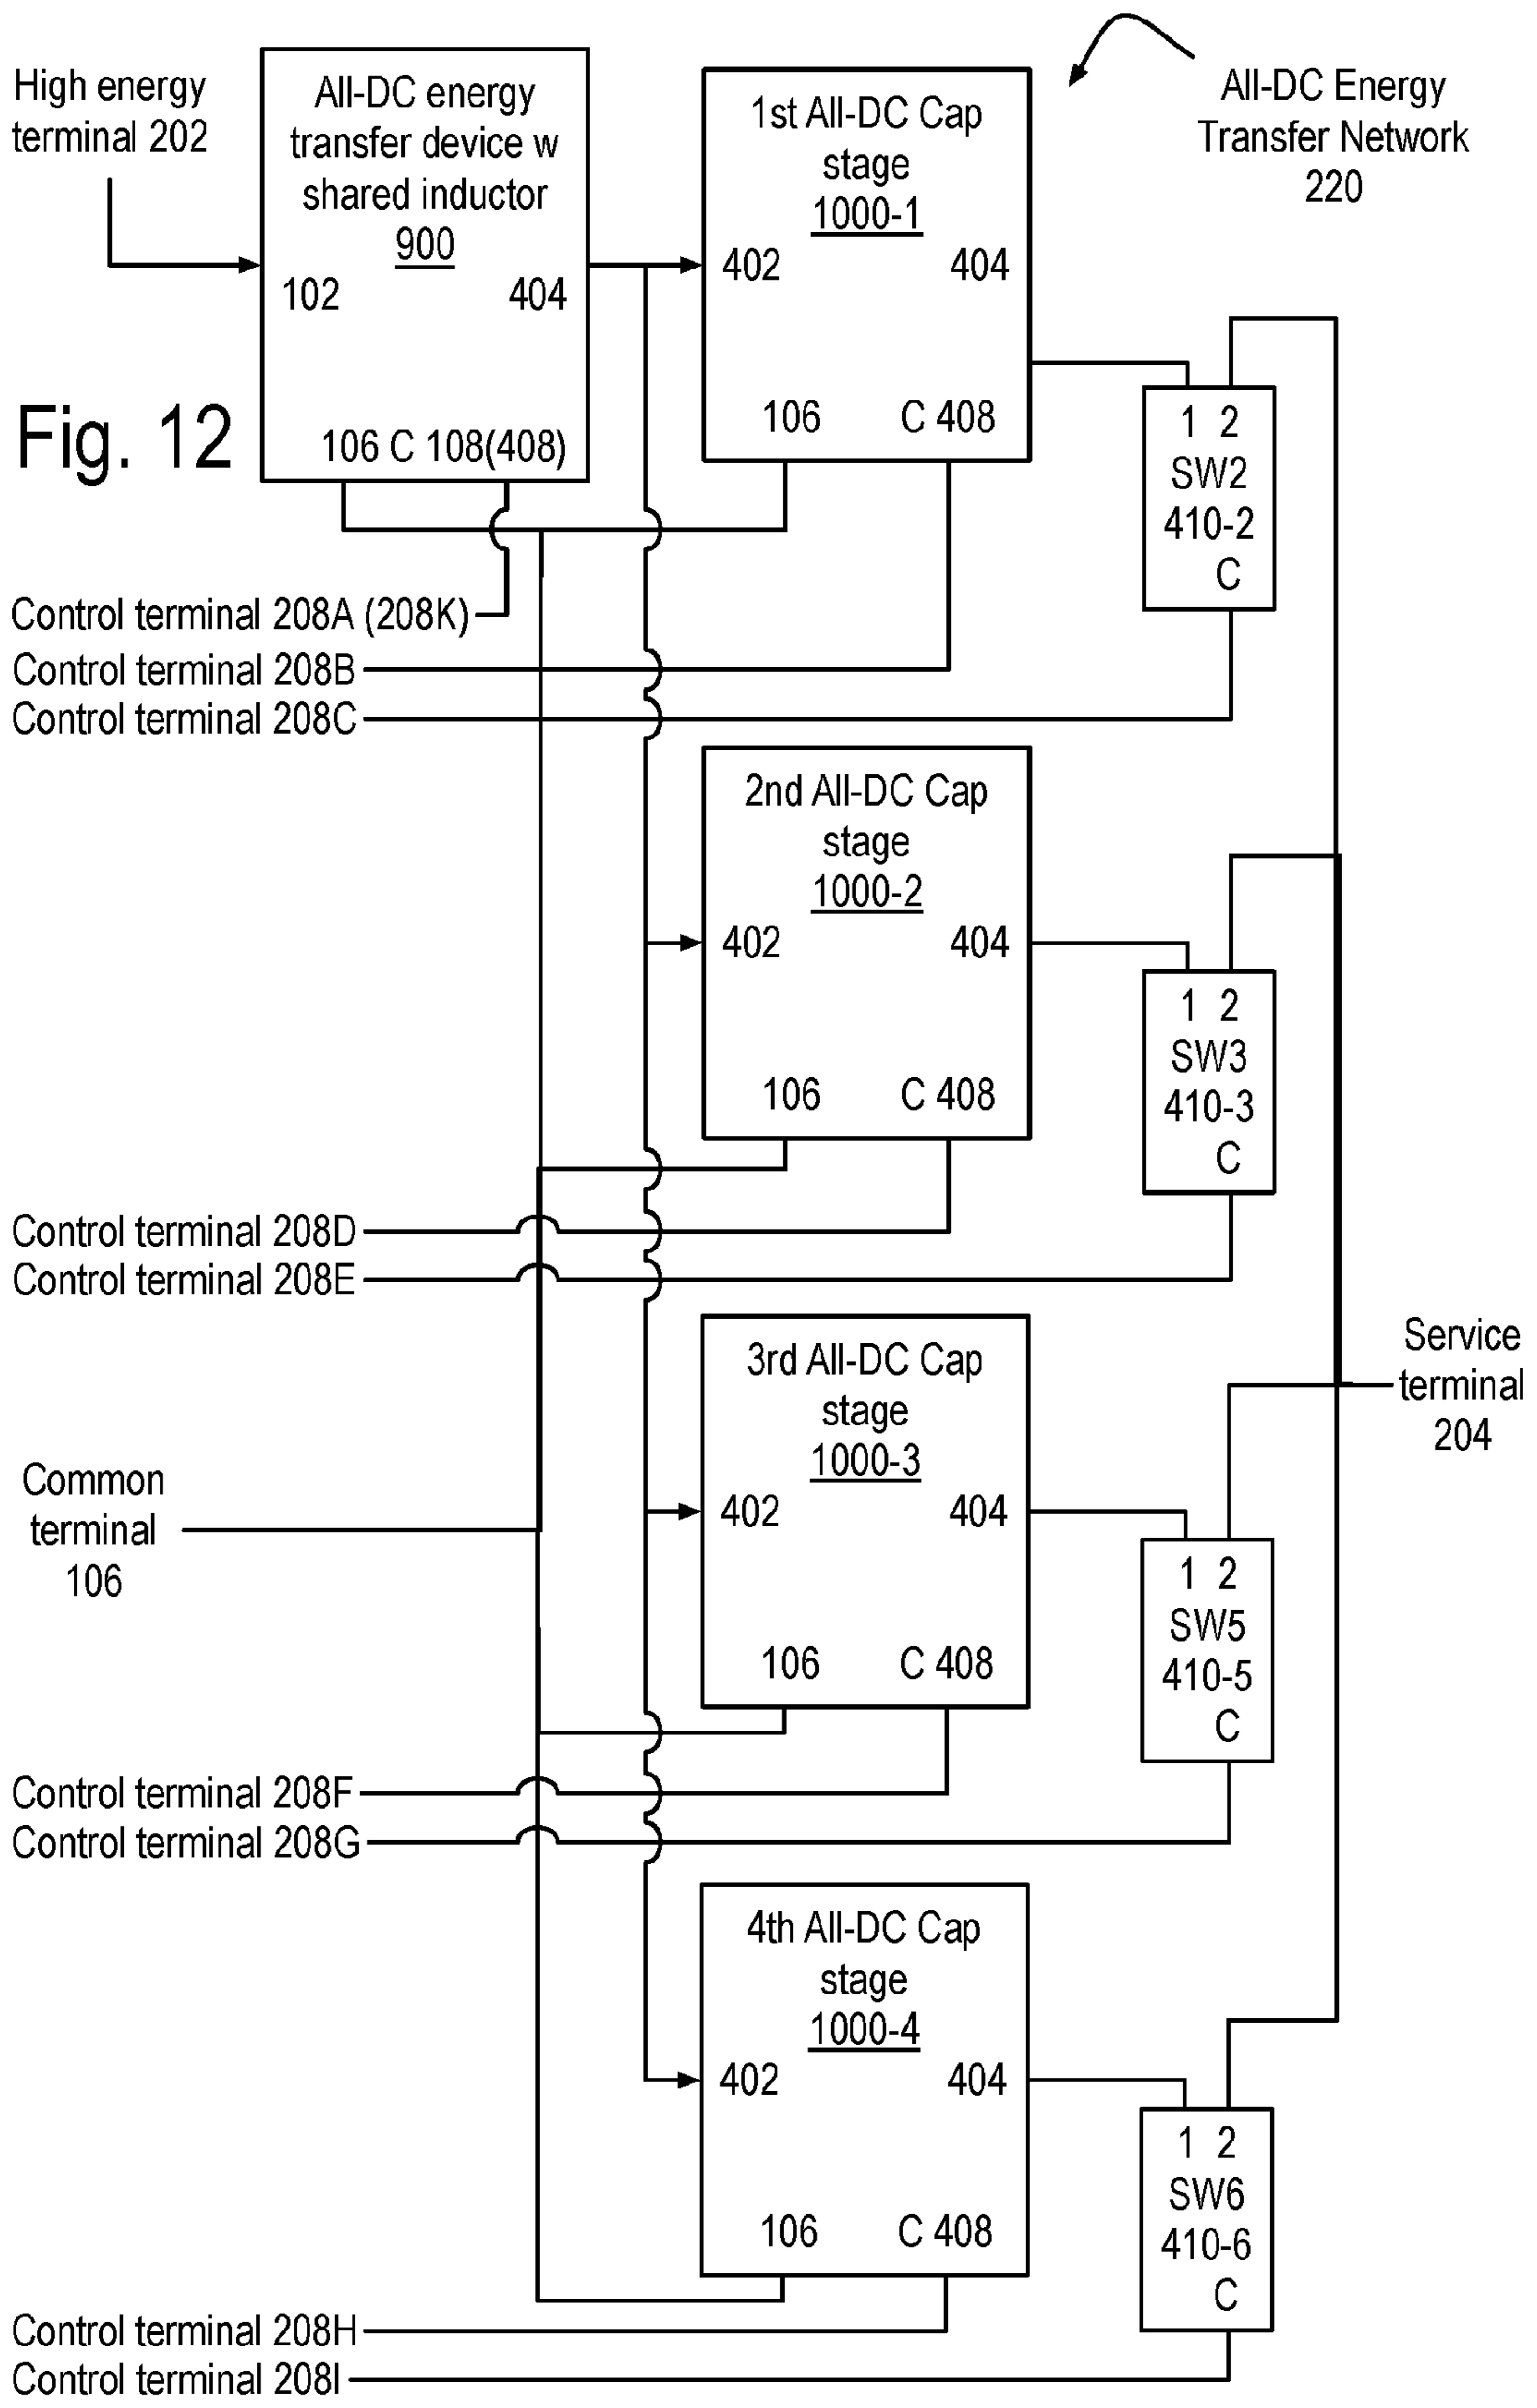 High energy
terminal 202
All-DC energy
transfer device w
shared inductor
900
102
404
106 C 108(408)
1st All-DC Cap
stage
1000-1
402
404
106
C 408
All-DC Energy
Transfer Network
220
Fig. 12
1 2
SW2
410-2
C
Control terminal 208A (208K)
Control terminal 208B
Control terminal 208C
2nd All-DC Cap
stage
1000-2
402
404
106
C 408
1 2
SW3
410-3
C
Control terminal 208D
Control terminal 208E
3rd All-DC Cap
stage
1000-3
402
404
106
C 408
Service
terminal
204
Common
terminal
106
1 2
SW5
410-5
C
Control terminal 208F
Control terminal 208G
4th All-DC Cap
stage
1000-4
402
404
106
C 408
1 2
SW6
410-6
C
Control terminal 208H
Control terminal 208I